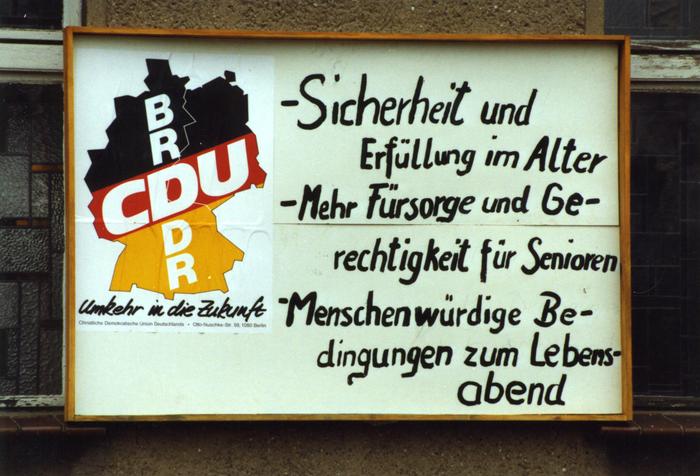 BRD
CDU
DDR
Umkehr in die Zukunft
Christliche Demokratische Union Deutschlands • Otto-Nuschke-Str. 59, 1080 Berlin
-Sicherheit und
Erfüllung im Alter
-Mehr Fürsorge und Ge-
rechtigkeit für Senioren
-Menschenwürdige Be-
dingungen zum Lebens-
abend